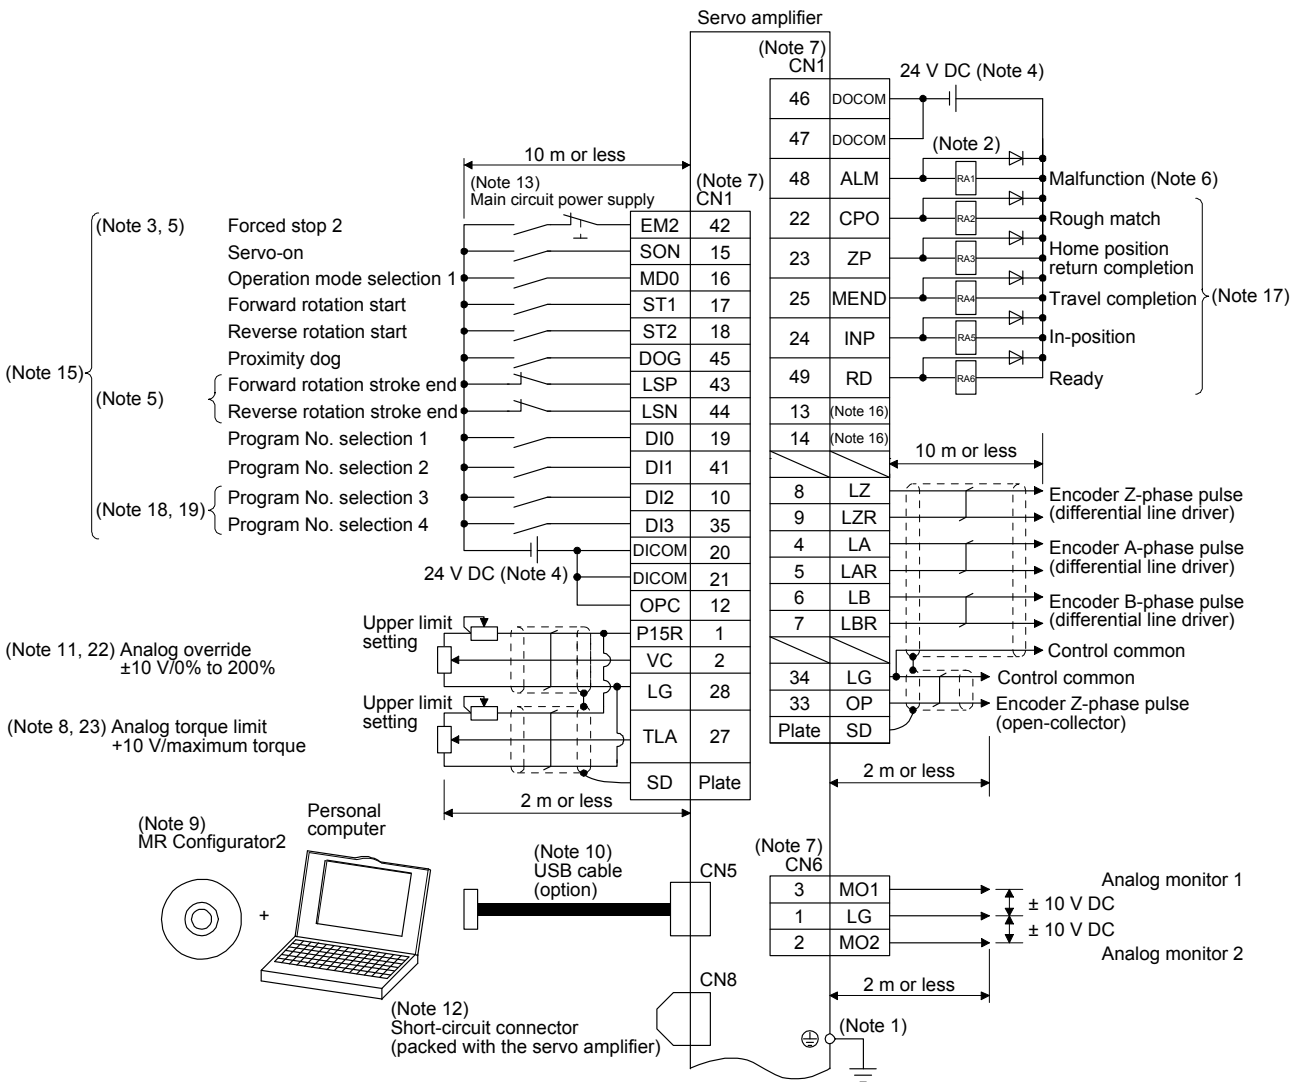 Servo amplifier
(Note 7)
CN1
24 V DC (Note 4)
46 DOCOM
47 DOCOM
(Note 2)
48 ALM RA1 Malfunction (Note 6)
22 CPO RA2 Rough match
23 ZP RA3 Home position
return completion
25 MEND RA4 Travel completion
24 INP RA5 In-position
49 RD RA6 Ready
(Note 17)
13 (Note 16)
14 (Note 16)
10 m or less
8 LZ Encoder Z-phase pulse
9 LZR (differential line driver)
4 LA Encoder A-phase pulse
5 LAR (differential line driver)
6 LB Encoder B-phase pulse
7 LBR (differential line driver)
Control common
34 LG Control common
33 OP Encoder Z-phase pulse
(open-collector)
Plate SD
2 m or less
10 m or less
(Note 13)
Main circuit power supply
(Note 7)
CN1
(Note 15)
(Note 3, 5) Forced stop 2 EM2 42
Servo-on SON 15
Operation mode selection 1 MD0 16
Forward rotation start ST1 17
Reverse rotation start ST2 18
Proximity dog DOG 45
(Note 5)
Forward rotation stroke end LSP 43
Reverse rotation stroke end LSN 44
Program No. selection 1 DI0 19
Program No. selection 2 DI1 41
(Note 18, 19)
Program No. selection 3 DI2 10
Program No. selection 4 DI3 35
DICOM 20
24 V DC (Note 4) DICOM 21
OPC 12
Upper limit
setting
P15R 1
(Note 11, 22) Analog override
±10 V/0% to 200%
VC 2
LG 28
Upper limit
setting
(Note 8, 23) Analog torque limit
+10 V/maximum torque
TLA 27
SD Plate
2 m or less
(Note 9)
MR Configurator2
+
Personal
computer
(Note 10)
USB cable
(option)
CN5
(Note 12)
Short-circuit connector
(packed with the servo amplifier)
CN8
(Note 7)
CN6
3 MO1 Analog monitor 1
± 10 V DC
1 LG
± 10 V DC
2 MO2 Analog monitor 2
2 m or less
(Note 1)